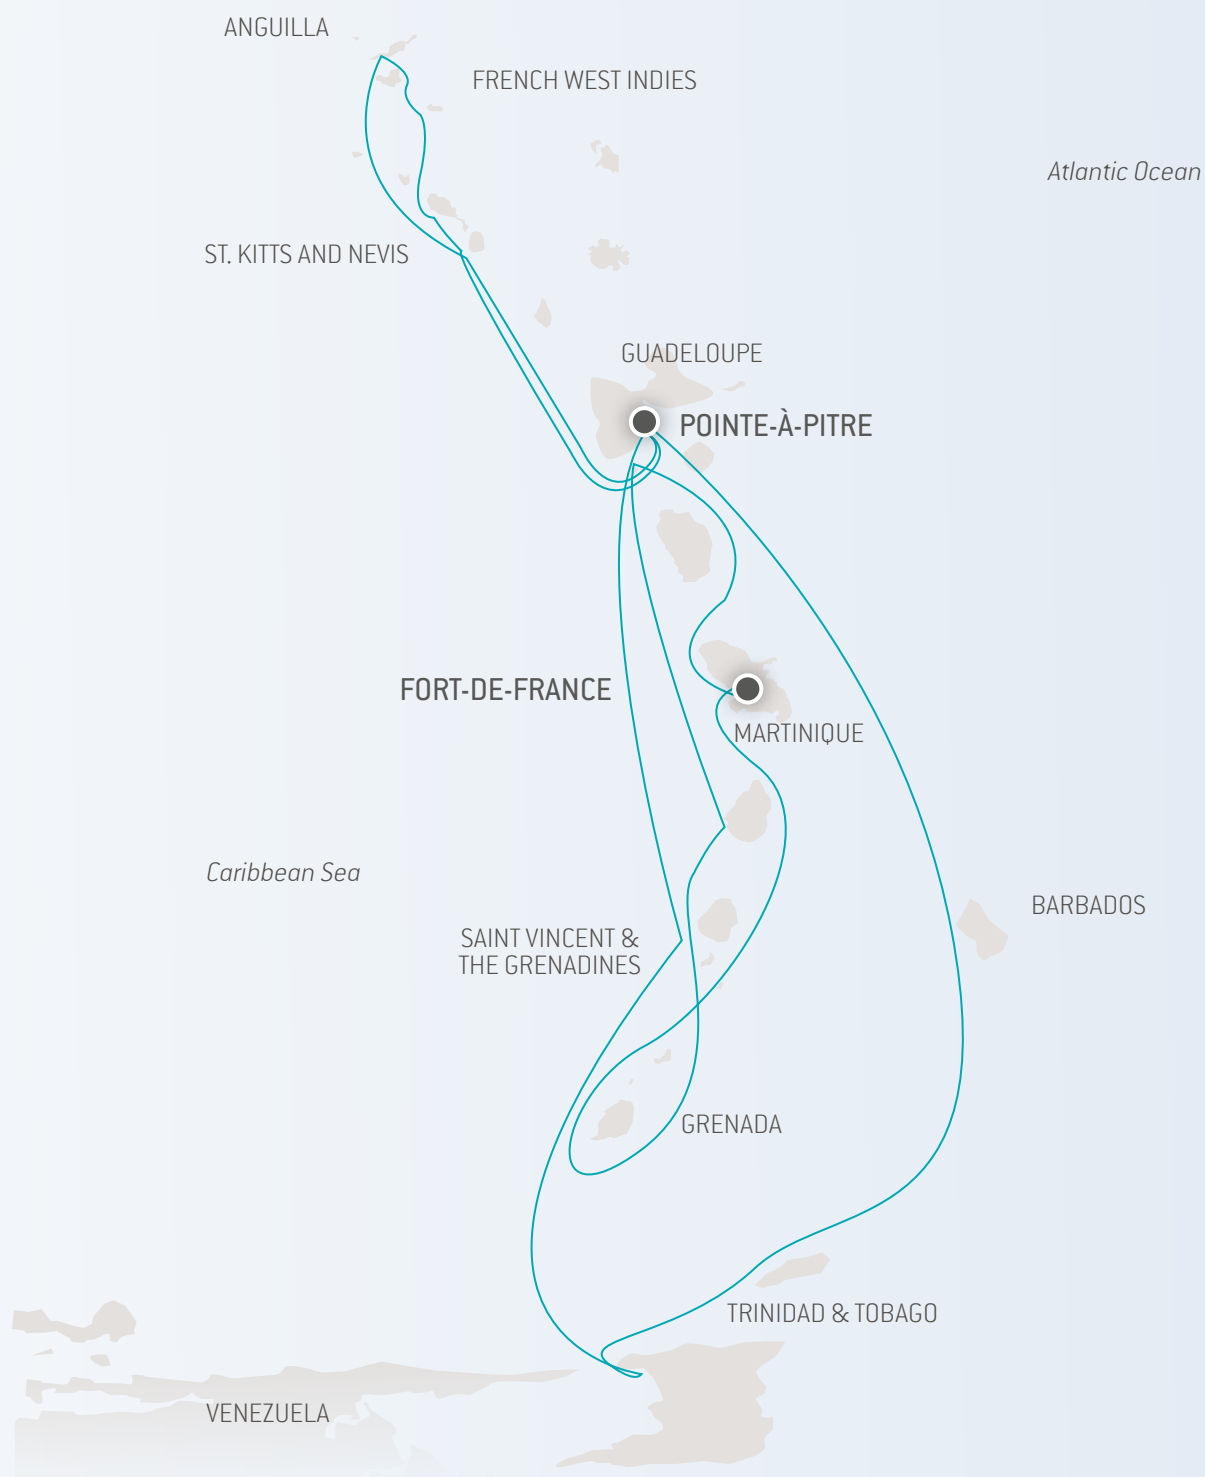 ANGUILLA
FRENCH WEST INDIES
Atlantic Ocean
ST. KITTS AND NEVIS
GUADELOUPE
POINTE-À-PITRE
FORT-DE-FRANCE
MARTINIQUE
Caribbean Sea
BARBADOS
SAINT VINCENT &
THE GRENADINES
GRENADA
TRINIDAD & TOBAGO
VENEZUELA